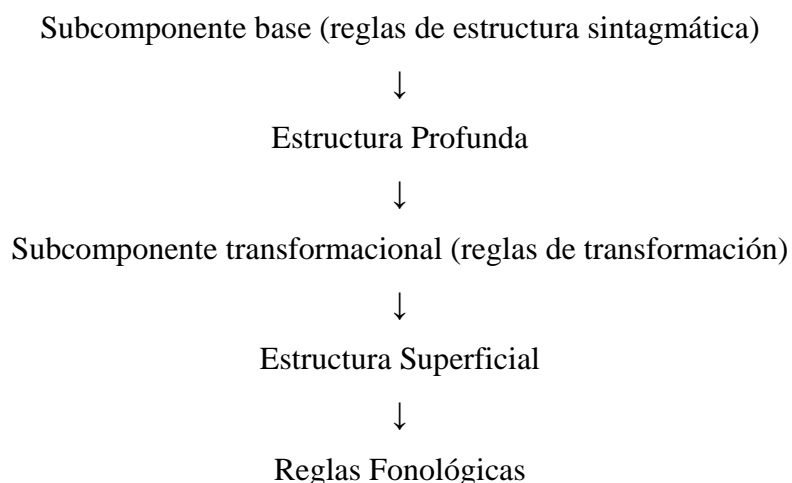 Subcomponente base (reglas de estructura sintagmática)
↓
Estructura Profunda
↓
Subcomponente transformacional (reglas de transformación)
↓
Estructura Superficial
↓
Reglas Fonológicas